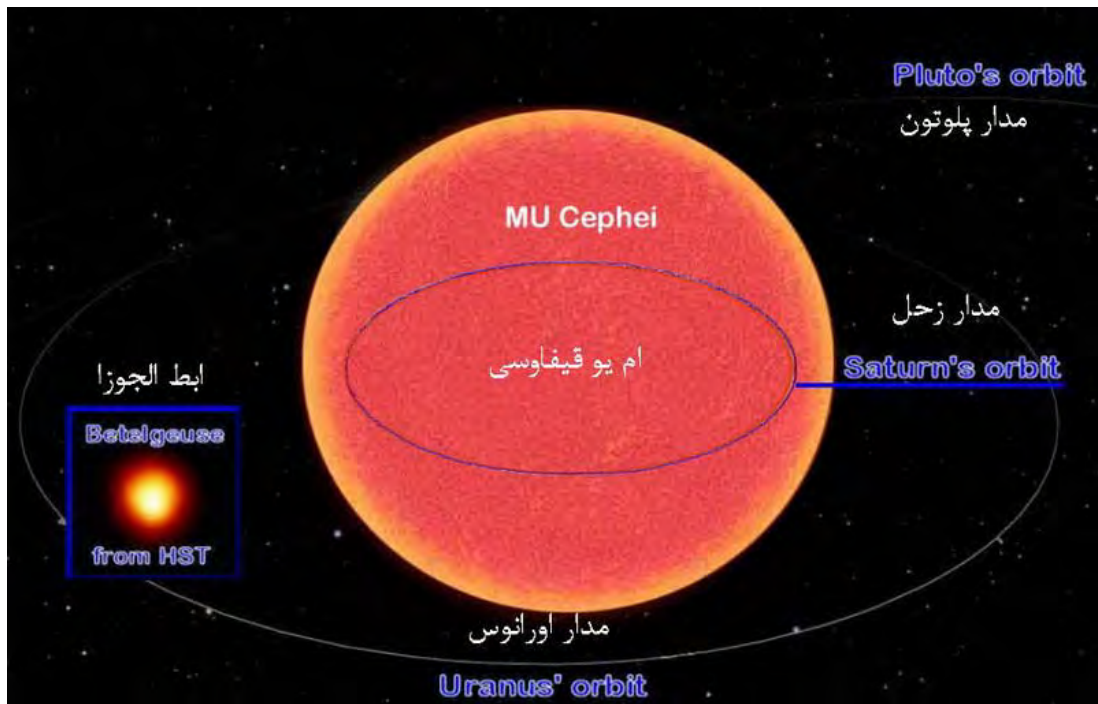 Pluto's orbit
مدار پلوتون
MU Cephei
مدار زحل
ام یو قیفاوسی
Saturn's orbit
ابط الجوزا
Betelgeuse
from HST
مدار اورانوس
Uranus' orbit